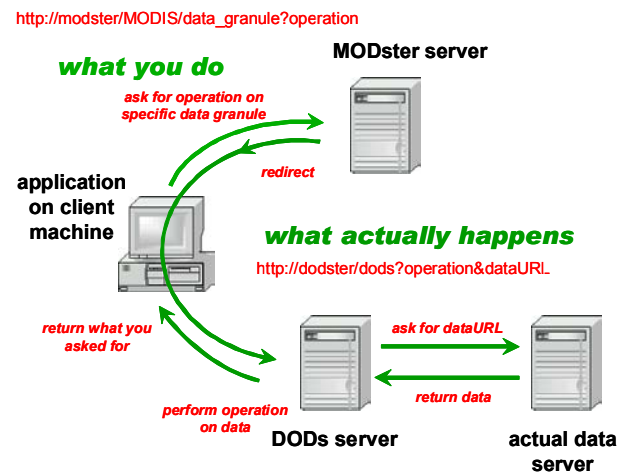 http://modster/MODIS/data_granule?operation
what you do
MODster server
ask for operation on
specific data granule
redirect
application
on client
machine
what actually happens
http://dodster/dods?operation&dataURL
return what you
asked for
ask for dataURL
return data
perform operation
on data
DODs server
actual data
server